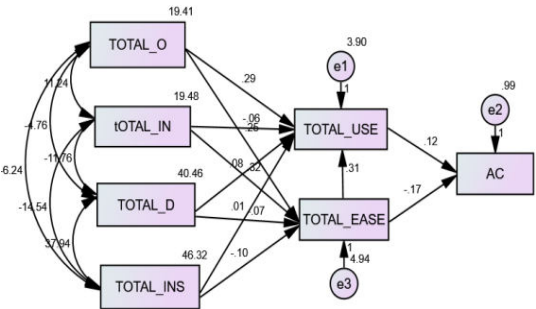 19.41
3.90
TOTAL_O
e1
.99
11.24
.29
1
e2
19.48
-.06
1
-4.76
tOTAL_IN
.25
TOTAL_USE
.12
-6.24
-11.76
40.46
.08
.32
.31
AC
-14.54
TOTAL_D
.01
.07
-.17
TOTAL_EASE
37.94
46.32
-.10
1
4.94
TOTAL_INS
e3